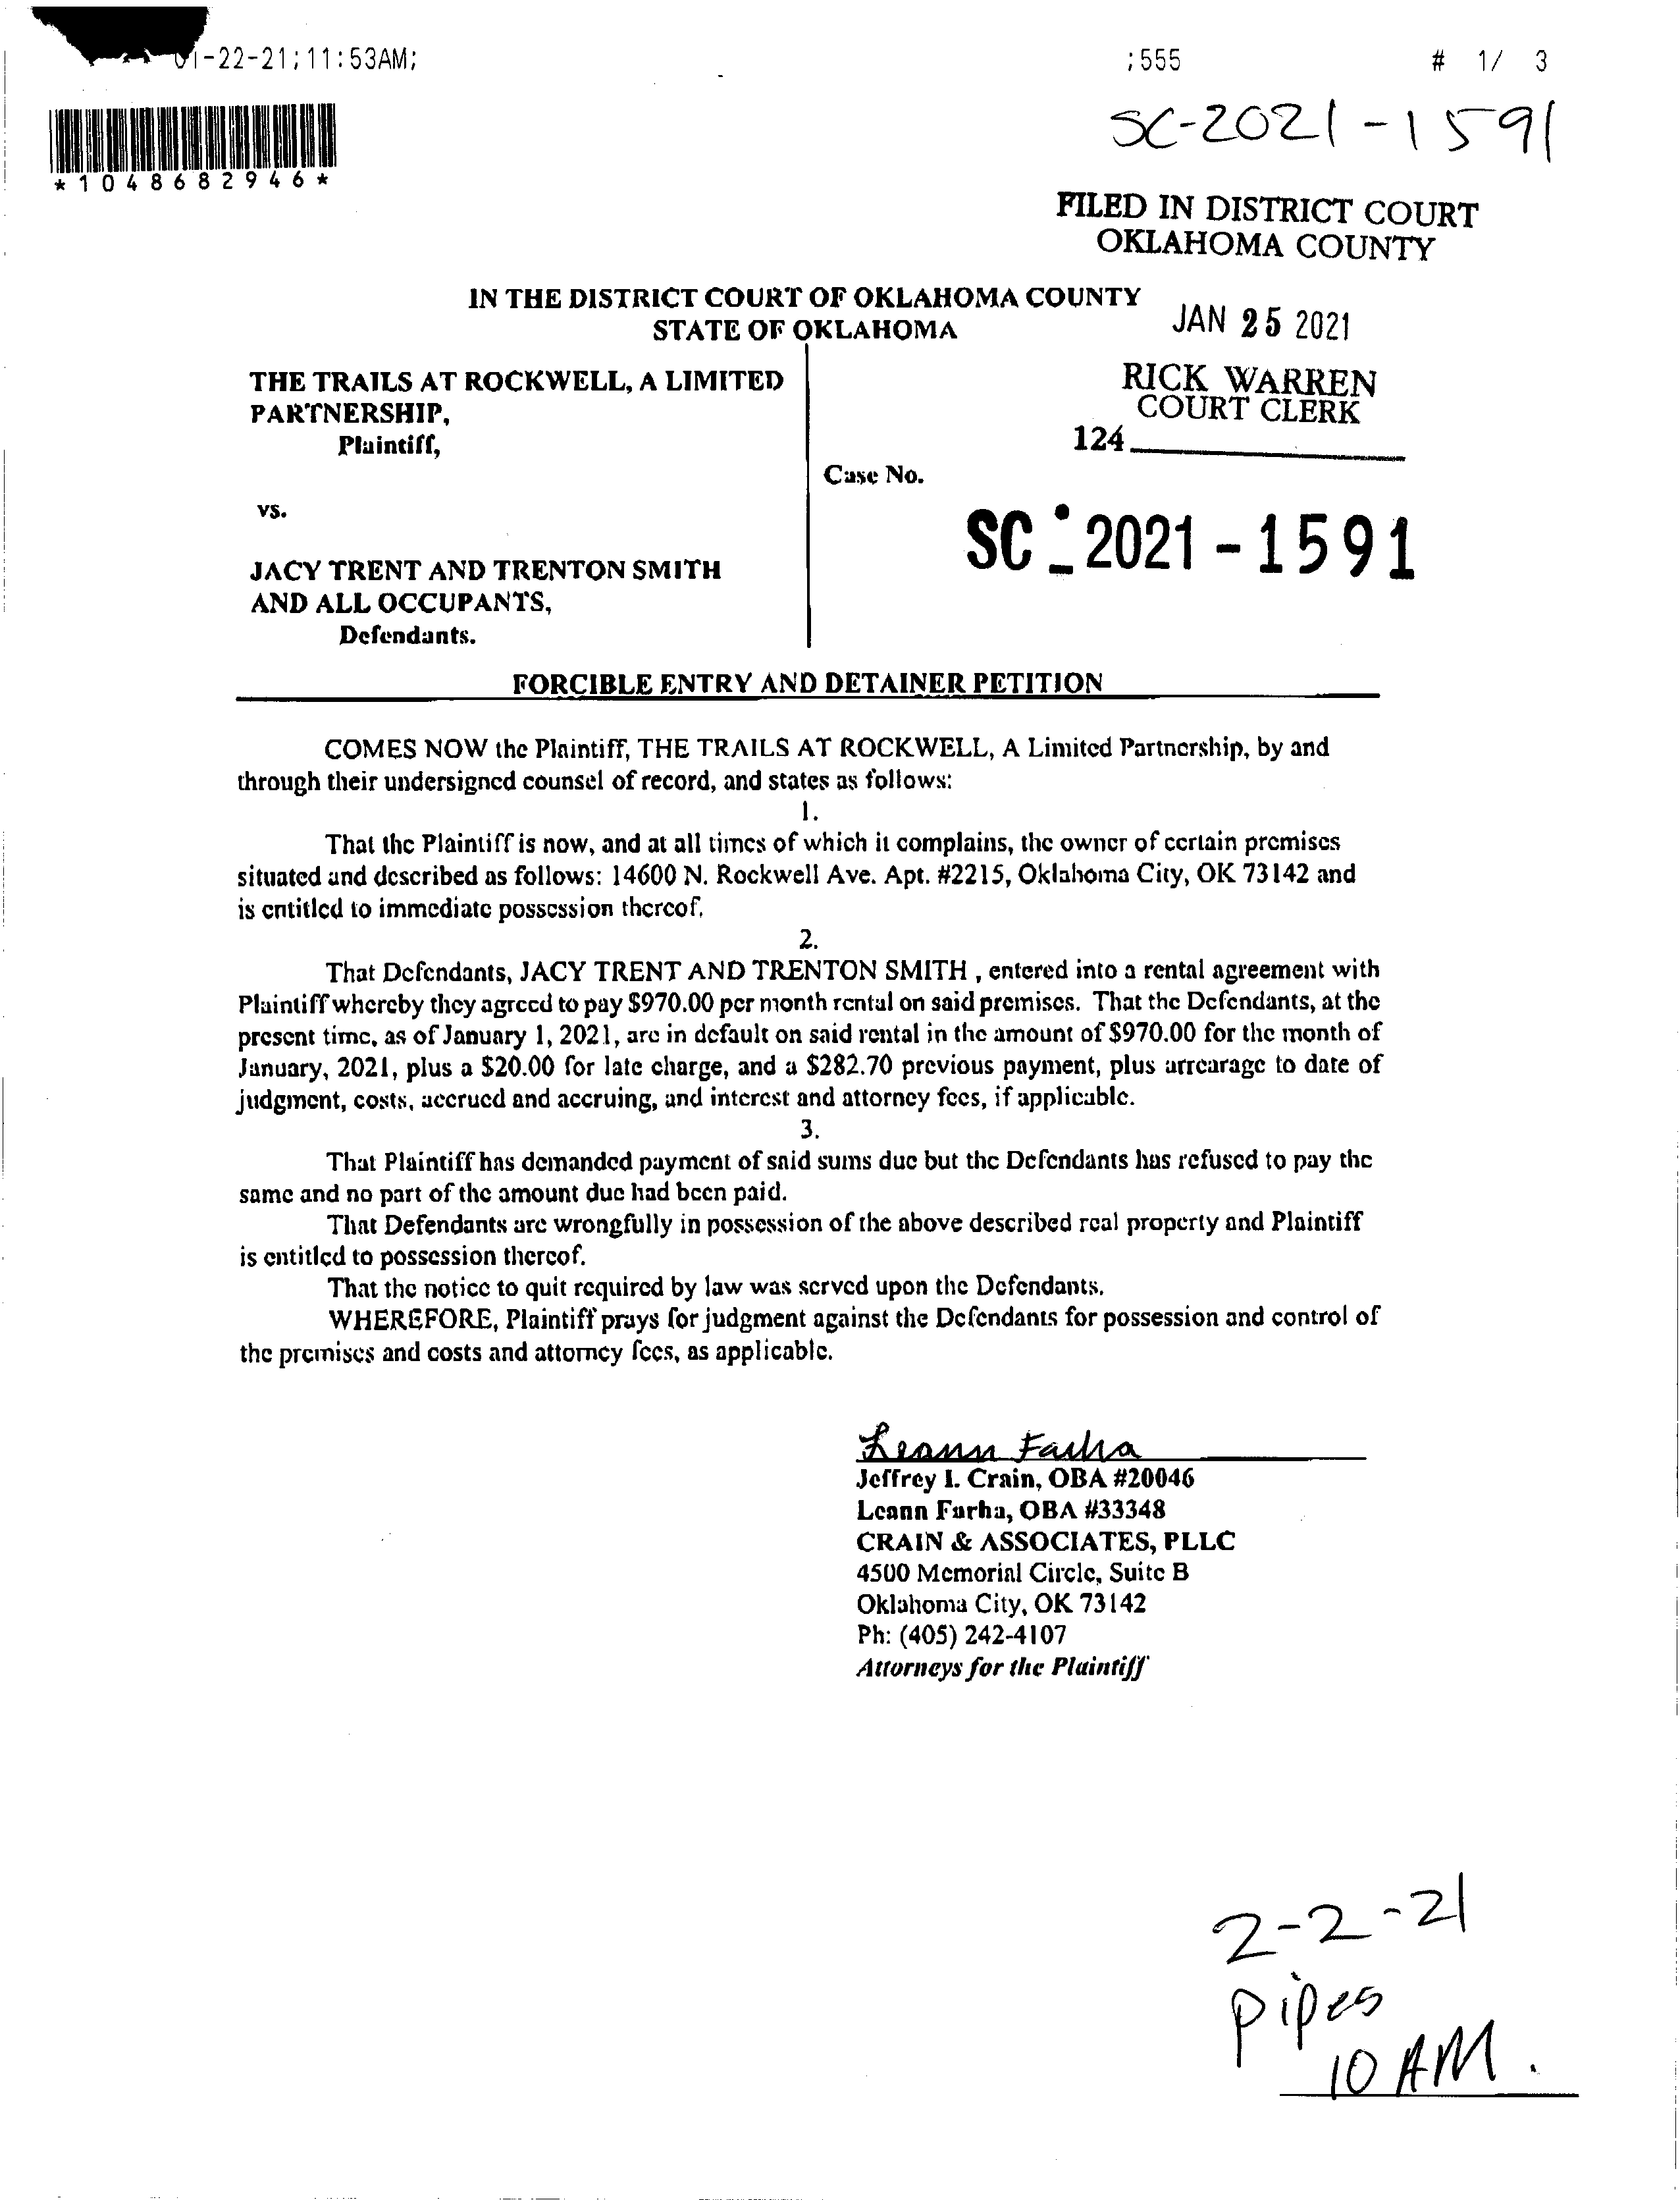 01-22-21;11:53AM; ;555 # 1/ 3
*1048682946*
SC-2021-1591
FILED IN DISTRICT COURT
OKLAHOMA COUNTY
IN THE DISTRICT COURT OF OKLAHOMA COUNTY
STATE OF OKLAHOMA
JAN 25 2021
RICK WARREN
COURT CLERK
124
THE TRAILS AT ROCKWELL, A LIMITED
PARTNERSHIP,
Plaintiff,
Case No.
vs.
SC-2021-1591
JACY TRENT AND TRENTON SMITH
AND ALL OCCUPANTS,
Defendants.
FORCIBLE ENTRY AND DETAINER PETITION
COMES NOW the Plaintiff, THE TRAILS AT ROCKWELL, A Limited Partnership, by and
through their undersigned counsel of record, and states as follows:
1.
That the Plaintiff is now, and at all times of which it complains, the owner of certain premises
situated and described as follows: 14600 N. Rockwell Ave. Apt. #2215, Oklahoma City, OK 73142 and
is entitled to immediate possession thereof.
2.
That Defendants, JACY TRENT AND TRENTON SMITH , entered into a rental agreement with
Plaintiff whereby they agreed to pay $970.00 per month rental on said premises. That the Defendants, at the
present time, as of January 1, 2021, are in default on said rental in the amount of $970.00 for the month of
January, 2021, plus a $20.00 for late charge, and a $282.70 previous payment, plus arrearage to date of
judgment, costs, accrued and accruing, and interest and attorney fees, if applicable.
3.
That Plaintiff has demanded payment of said sums due but the Defendants has refused to pay the
same and no part of the amount due had been paid.
That Defendants are wrongfully in possession of the above described real property and Plaintiff
is entitled to possession thereof.
That the notice to quit required by law was served upon the Defendants.
WHEREFORE, Plaintiff prays for judgment against the Defendants for possession and control of
the premises and costs and attorney fees, as applicable.
Leann Farha
Jeffrey I. Crain, OBA #20046
Leann Farha, OBA #33348
CRAIN & ASSOCIATES, PLLC
4500 Memorial Circle, Suite B
Oklahoma City, OK 73142
Ph: (405) 242-4107
Attorneys for the Plaintiff
2-2-21
pipes
10 AM.